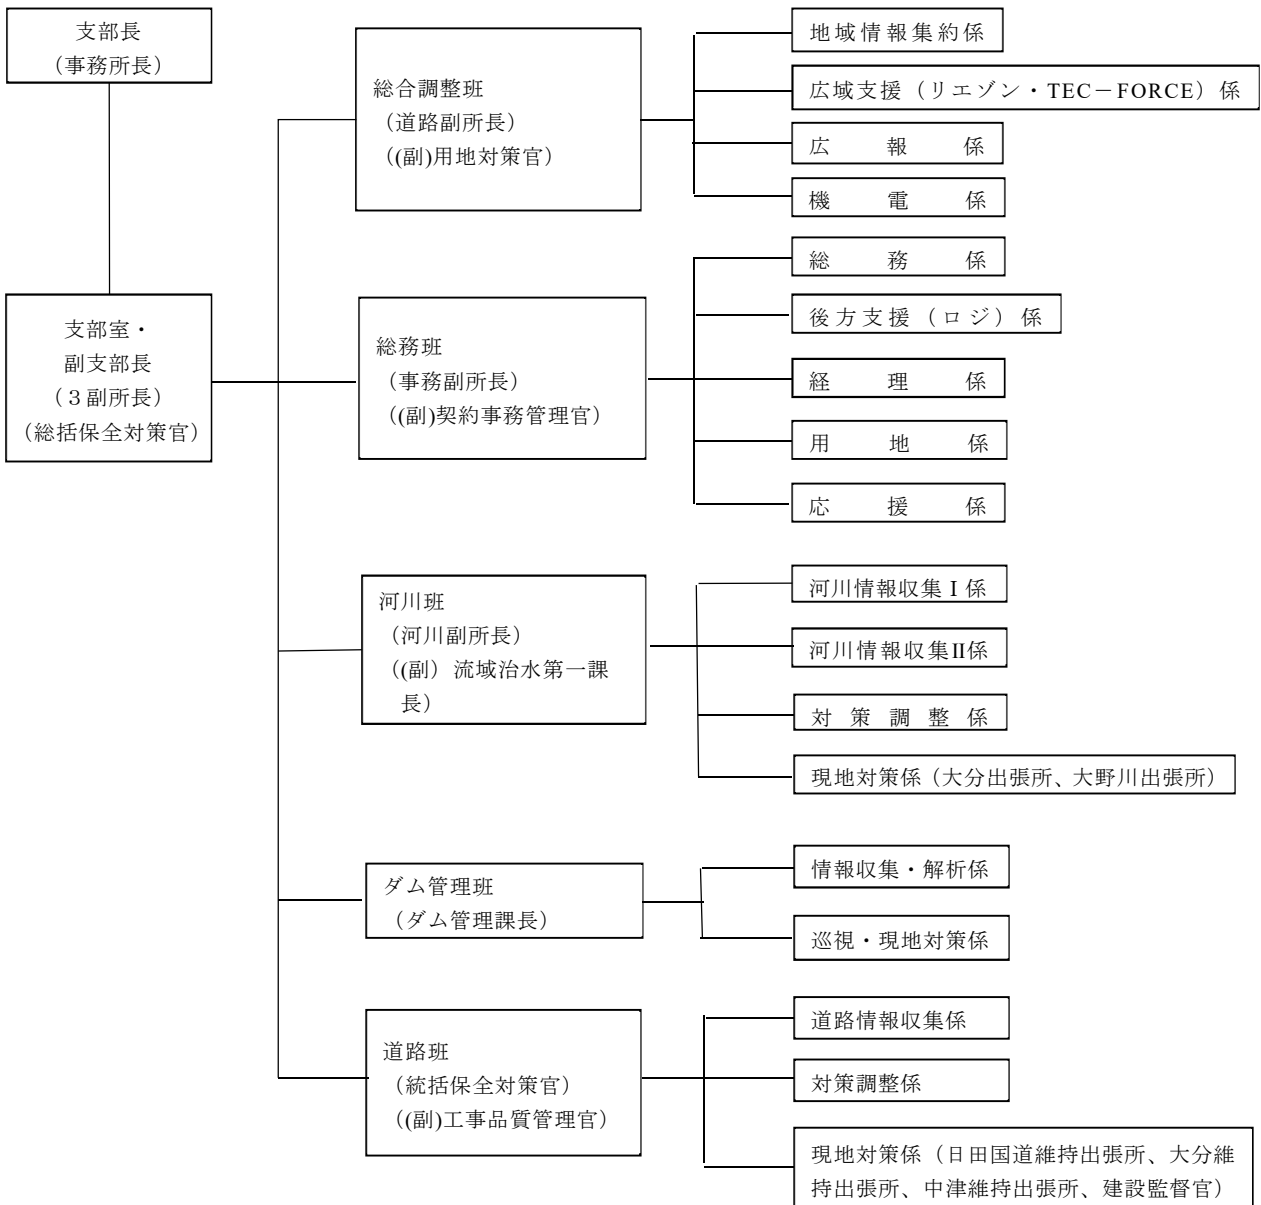 支部長
（事務所長）
支部室・
副支部長
（３副所長）
（総括保全対策官）
総合調整班
（道路副所長）
（(副)用地対策官）
地域情報集約係
広域支援（リエゾン・TEC－FORCE）係
広報係
機電係
総務班
（事務副所長）
（(副)契約事務管理官）
総務係
後方支援（ロジ）係
経理係
用地係
応援係
河川班
（河川副所長）
（(副）流域治水第一課
長）
河川情報収集Ⅰ係
河川情報収集Ⅱ係
対策調整係
現地対策係（大分出張所、大野川出張所）
ダム管理班
（ダム管理課長）
情報収集・解析係
巡視・現地対策係
道路班
（統括保全対策官）
（(副)工事品質管理官）
道路情報収集係
対策調整係
現地対策係（日田国道維持出張所、大分維
持出張所、中津維持出張所、建設監督官）